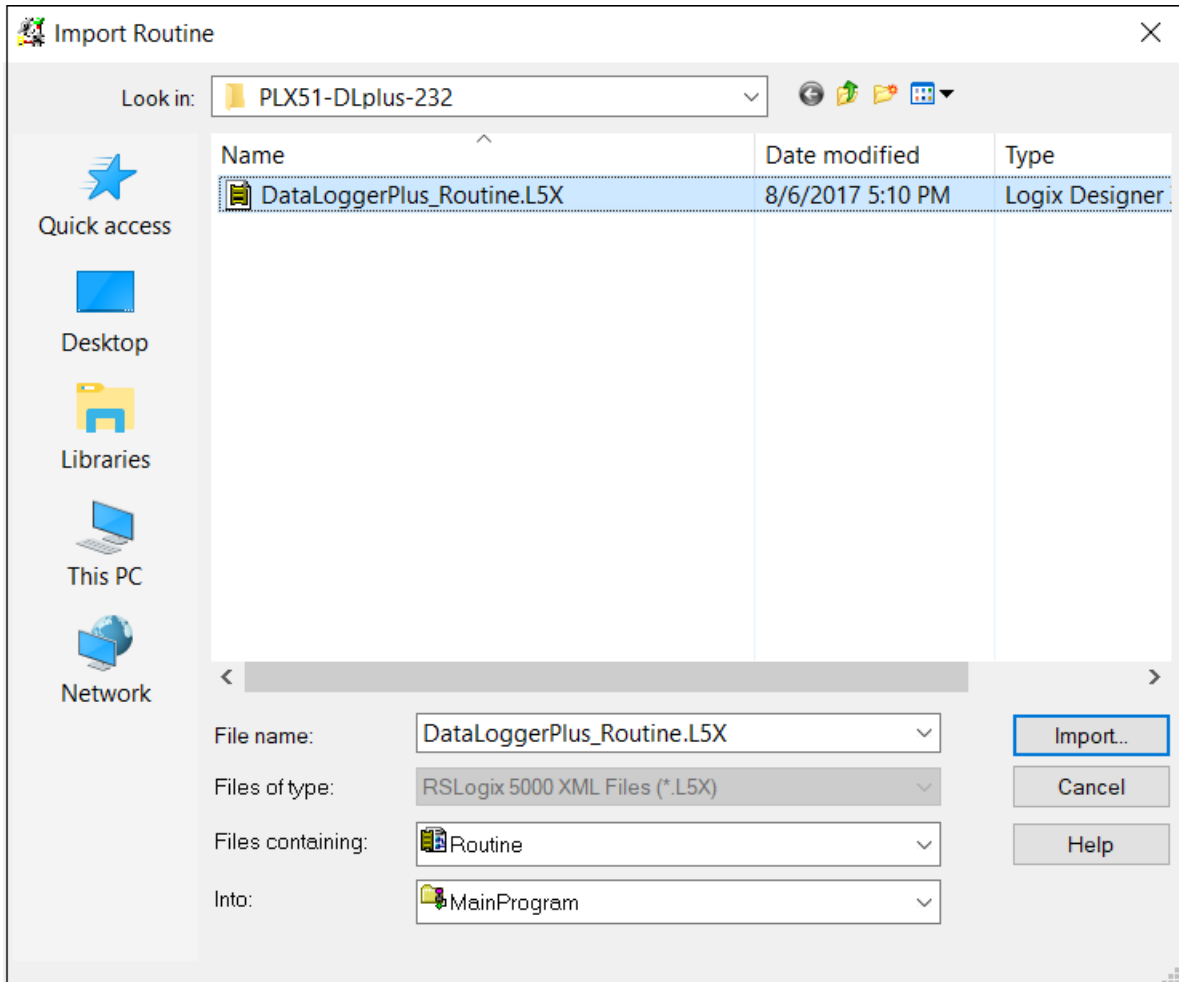 Import Routine
Look in: PLX51-DLplus-232
Name Date modified Type
DataLoggerPlus_Routine.L5X 8/6/2017 5:10 PM Logix Designer
Quick access
Desktop
Libraries
This PC
Network
File name: DataLoggerPlus_Routine.L5X Import...
Files of type: RSLogix 5000 XML Files (*.L5X) Cancel
Files containing: Routine Help
Into: MainProgram